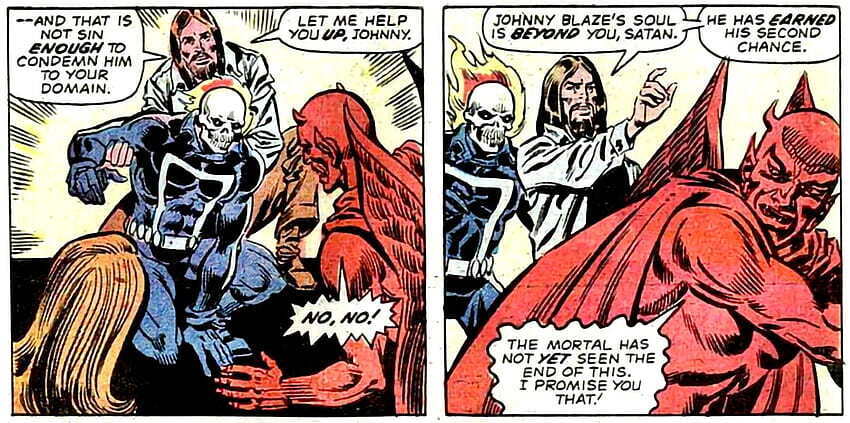 --AND THAT IS
NOT SIN
ENOUGH TO
CONDEMN HIM
TO YOUR
DOMAIN.
LET ME HELP
YOU UP, JOHNNY.
NO, NO!
JOHNNY BLAZE'S SOUL
IS BEYOND YOU, SATAN.
HE HAS EARNED
HIS SECOND
CHANCE.
THE MORTAL HAS
NOT YET SEEN THE
END OF THIS.
I PROMISE YOU
THAT!